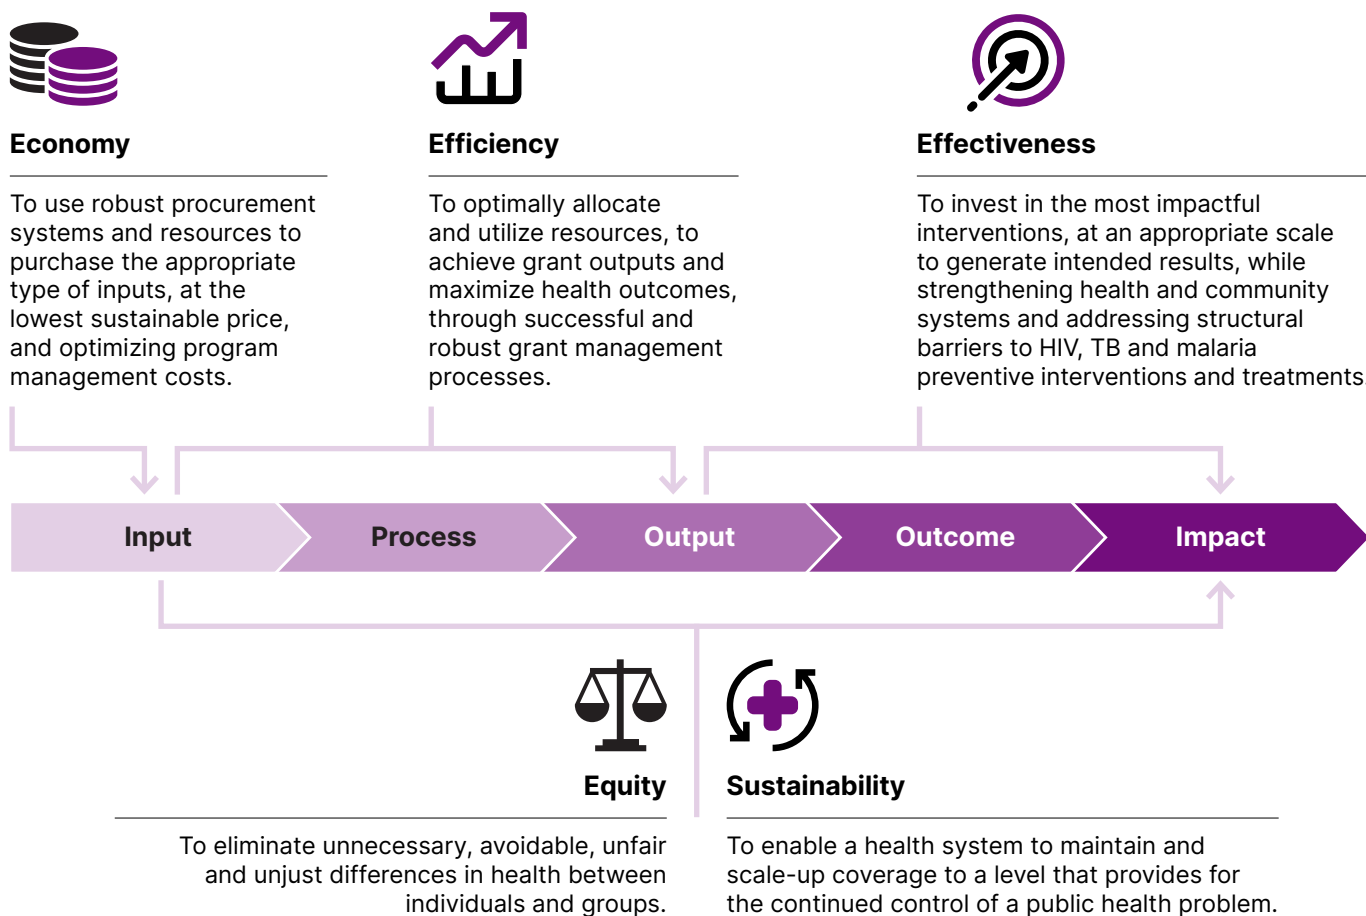 Economy
To use robust procurement
systems and resources to
purchase the appropriate
type of inputs, at the
lowest sustainable price,
and optimizing program
management costs.
Efficiency
To optimally allocate
and utilize resources, to
achieve grant outputs and
maximize health outcomes,
through successful and
robust grant management
processes.
Effectiveness
To invest in the most impactful
interventions, at an appropriate scale
to generate intended results, while
strengthening health and community
systems and addressing structural
barriers to HIV, TB and malaria
preventive interventions and treatments
Input
Process
Output
Outcome
Impact
Equity
To eliminate unnecessary, avoidable, unfair
and unjust differences in health between
individuals and groups.
Sustainability
To enable a health system to maintain and
scale-up coverage to a level that provides for
the continued control of a public health problem.